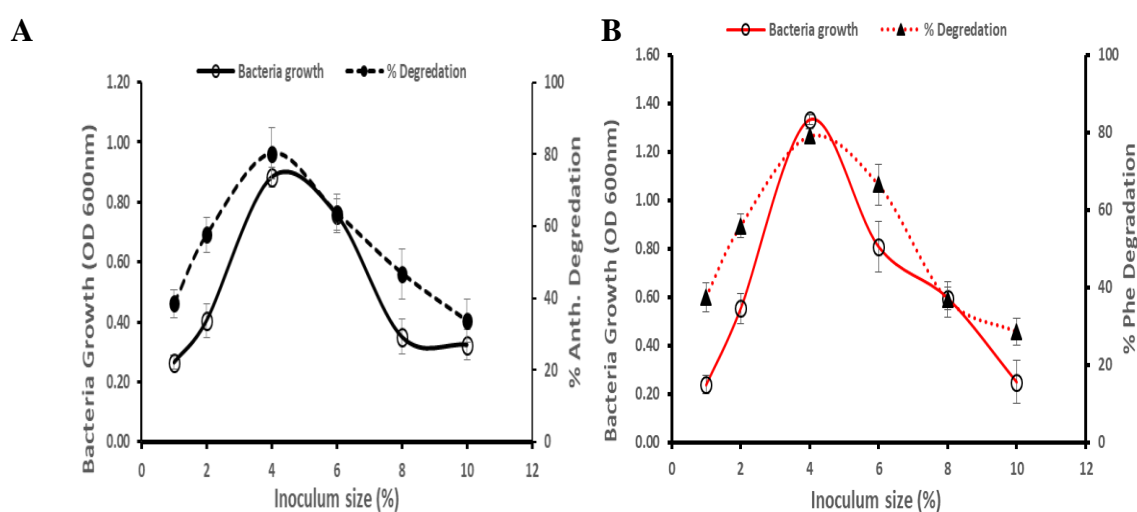 A
Bacteria growth
% Degredation
Bacteria Growth (OD 600nm)
1.20
1.00
0.80
0.60
0.40
0.20
0.00
100
80
60
40
20
0
% Anth. Degredation
0 2 4 6 8 10 12
Inoculum size (%)
B
Bacteria growth
% Degredation
Bacteria Growth (OD 600nm)
1.60
1.40
1.20
1.00
0.80
0.60
0.40
0.20
0.00
100
80
60
40
20
0
% Phe Degradation
0 2 4 6 8 10 12
Inoculum size (%)